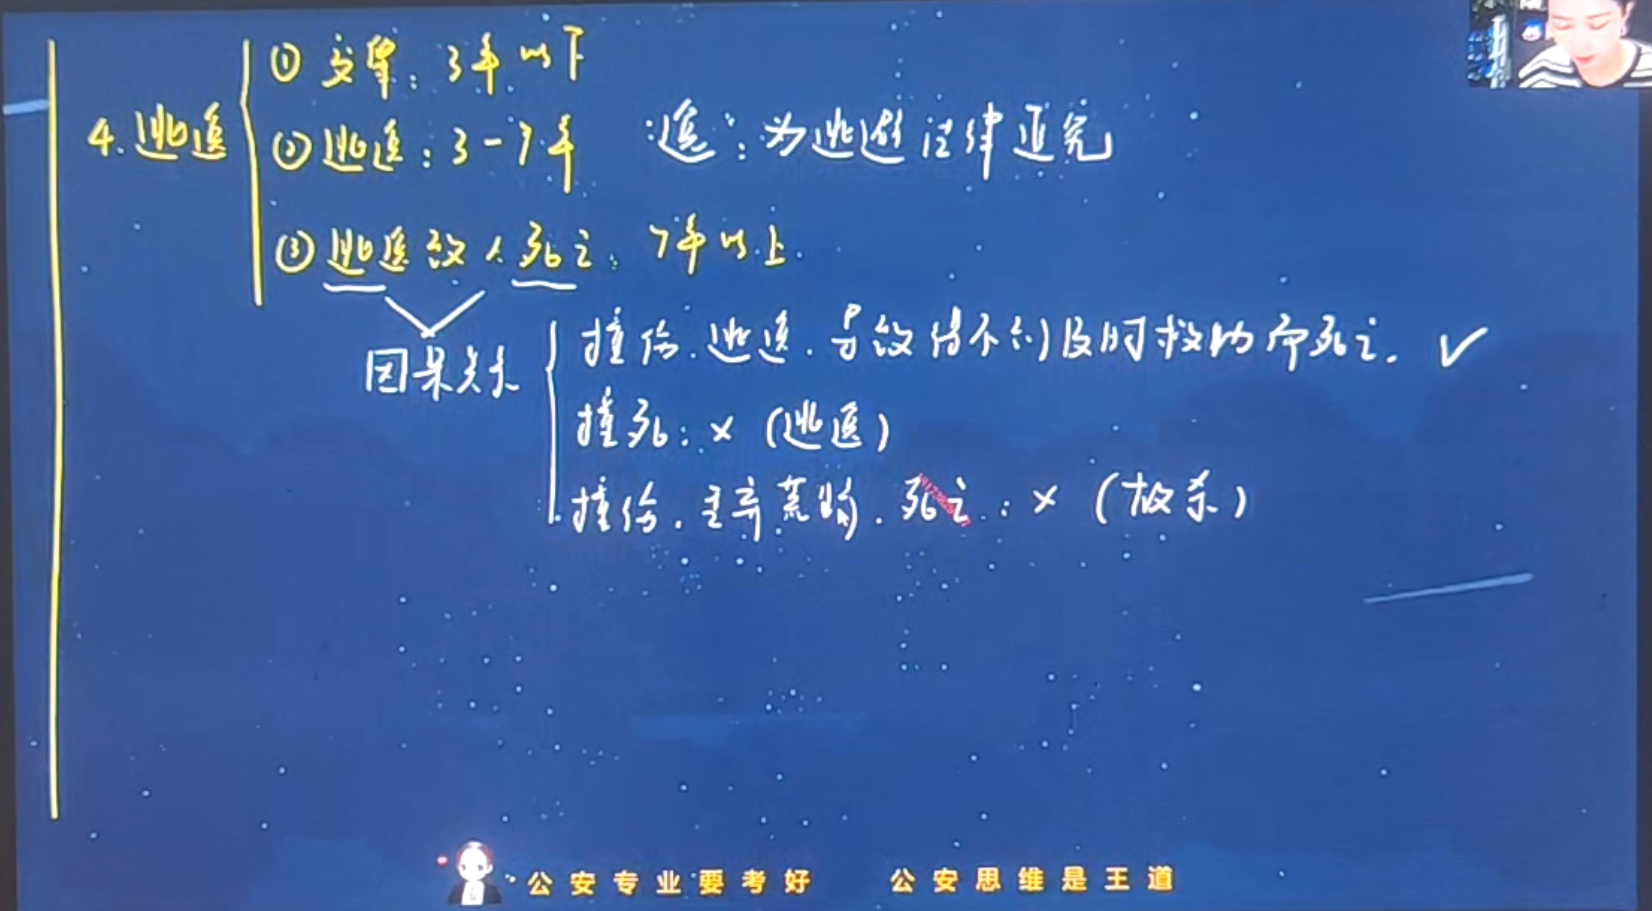 4.逃逸
① 交肇：3年以下
② 逃逸：3-7年 "逸"：为逃避法律追究
③ 逃逸致人死亡：7年以上.
因果关系
撞伤.逃逸.导致得不到及时救助而死亡. ✓
撞死：×（逃逸）
撞伤.至弃荒野.死亡：×（故杀）
公安专业要考好 公安思维是王道